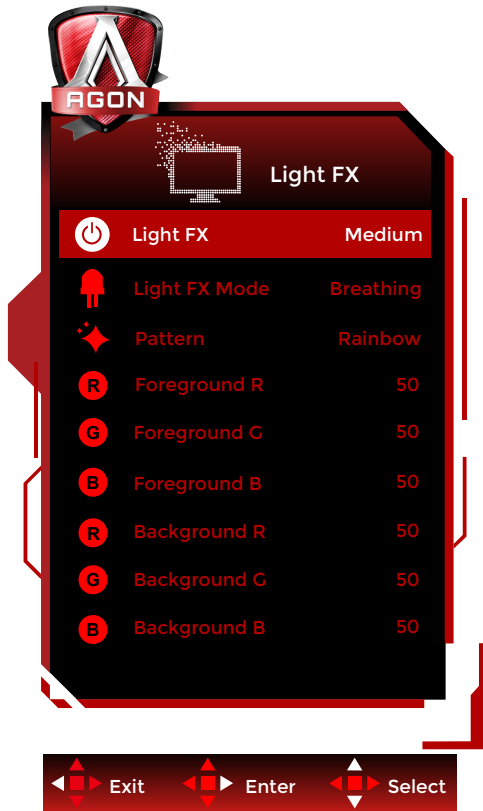 AGON
Light FX
Light FX Medium
Light FX Mode Breathing
Pattern Rainbow
R Foreground R 50
G Foreground G 50
B Foreground B 50
R Background R 50
G Background G 50
B Background B 50
Exit Enter Select